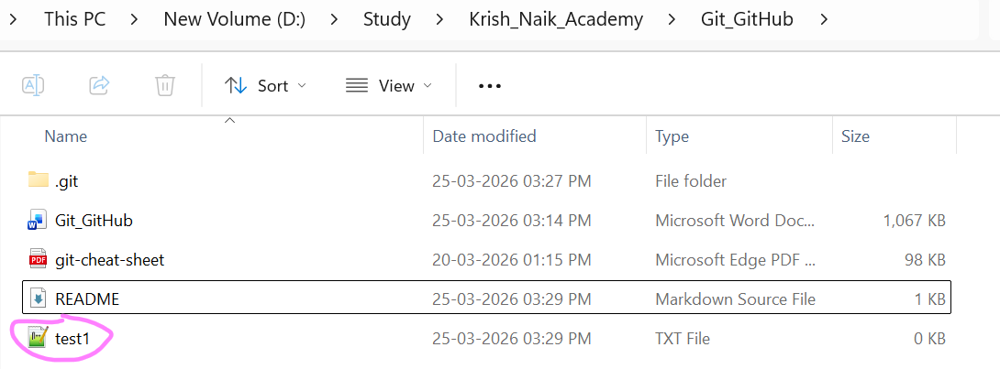 This PC > New Volume (D:) > Study > Krish_Naik_Academy > Git_GitHub >
Sort View
Name Date modified Type Size
.git 25-03-2026 03:27 PM File folder
Git_GitHub 25-03-2026 03:14 PM Microsoft Word Doc... 1,067 KB
git-cheat-sheet 20-03-2026 01:15 PM Microsoft Edge PDF ... 98 KB
README 25-03-2026 03:29 PM Markdown Source File 1 KB
test1 25-03-2026 03:29 PM TXT File 0 KB